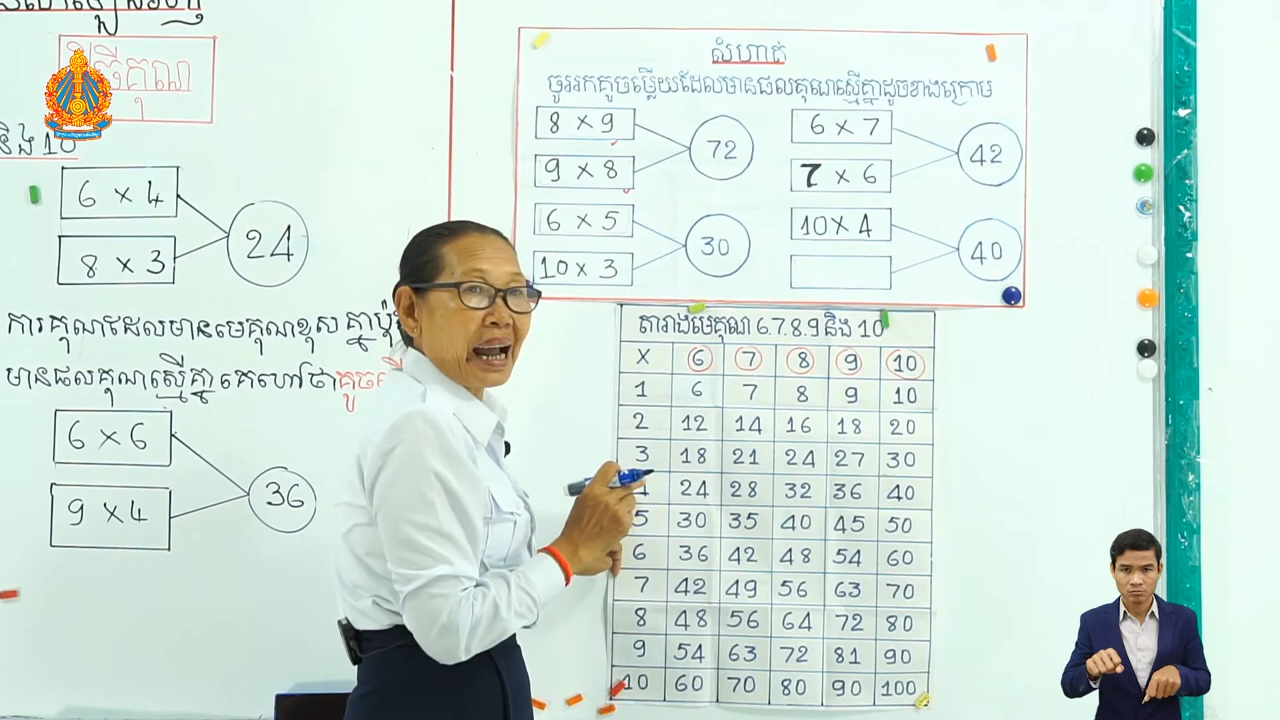 វិធីគុណ
និង 10
6 × 4
8 × 3
24
ការគុណដែលមានមេគុណខុសគ្នាប៉ុ
មានផលគុណស្មើគ្នាគេហៅថាគូច
6 × 6
9 × 4
36
សំហាត់
ចូររកគូចម្លើយដែលមានផលគុណស្មើគ្នាដូចខាងក្រោម
8 × 9
9 × 8
72
6 × 5
10 × 3
30
6 × 7
7 × 6
42
10 × 4
40
តារាងមេគុណ 6.7.8.9 និង 10
X 6 7 8 9 10
1 6 7 8 9 10
2 12 14 16 18 20
3 18 21 24 27 30
4 24 28 32 36 40
5 30 35 40 45 50
6 36 42 48 54 60
7 42 49 56 63 70
8 48 56 64 72 80
9 54 63 72 81 90
10 60 70 80 90 100